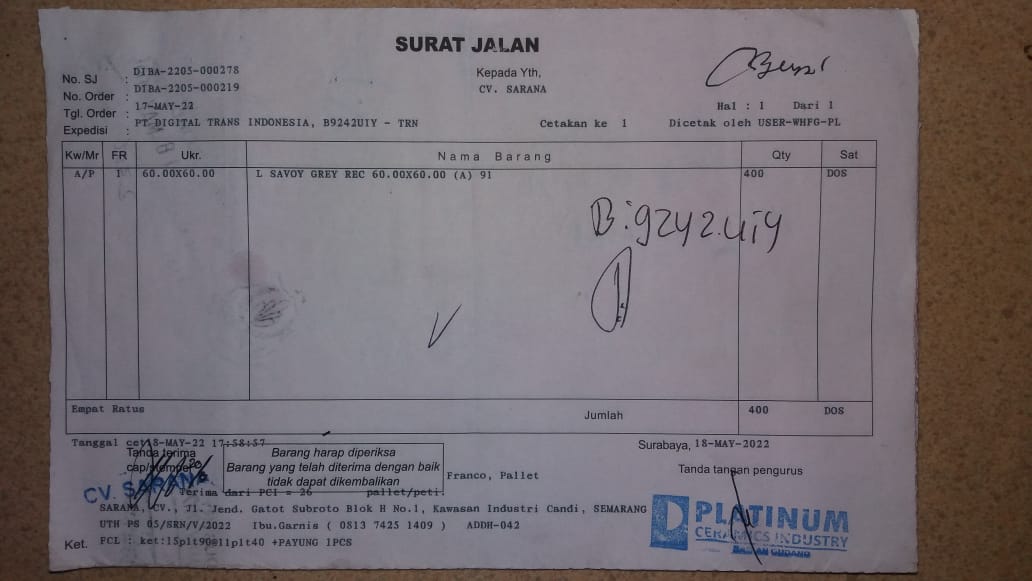 SURAT JALAN
No. SJ : DIBA-2205-000278
No. Order : DIBA-2205-000219
Tgl. Order : 17-MAY-22
Expedisi : PT DIGITAL TRANS INDONESIA, B9242UIY - TRN
Kepada Yth,
CV. SARANA
Hal : 1 Dari 1
Cetakan ke 1 Dicetak oleh USER-WHFG-PL
Kw/Mr FR Ukr. Nama Barang Qty Sat
A/P I 60.00X60.00 L SAVOY GREY REC 60.00X60.00 (A) 91 400 DOS
B.9242.uiy
Empat Ratus Jumlah 400 DOS
Tanggal cet 18-MAY-22 17:58:57
Surabaya, 18-MAY-2022
Tanda terima
cap/stempel
Barang harap diperiksa
Barang yang telah diterima dengan baik
tidak dapat dikembalikan
Franco, Pallet
Tanda tangan pengurus
CV. SARANA
Terima dari PCI = 26 pallet/peti.
SARANA, CV., Jl. Jend. Gatot Subroto Blok H No.1, Kawasan Industri Candi, SEMARANG
UTH PS 05/SRN/V/2022 Ibu.Garnis ( 0813 7425 1409 ) ADDH-042
Ket. FCL : ket:15plt90@11plt40 +PAYUNG 1PCS
PLATINUM
CERAMICS INDUSTRY
BAGIAN GUDANG